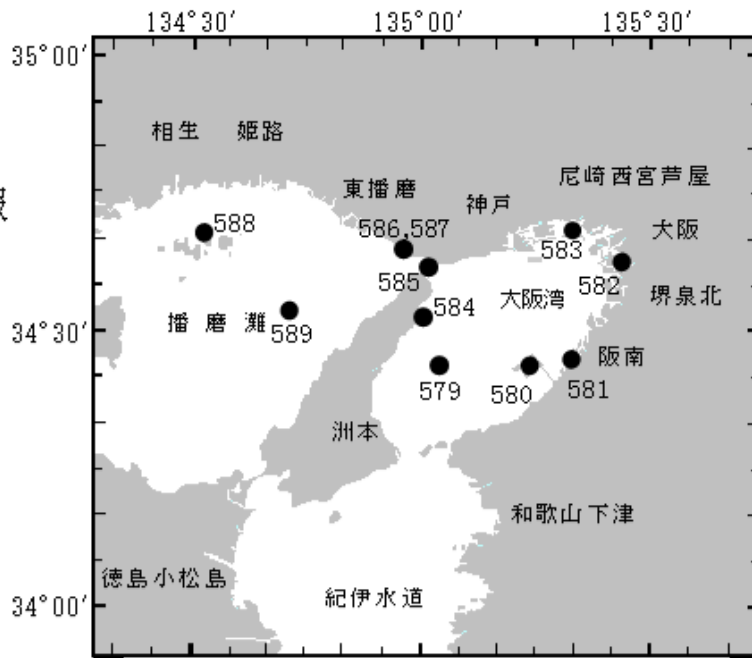 134°30′ 135°00′ 135°30′
35°00′
相生 姫路
東播磨
尼崎西宮芦屋
神戸
588
586,587
583
大阪
585
582
大阪湾
堺泉北
584
播磨灘
34°30′
589
阪南
579
580
581
洲本
和歌山下津
徳島小松島
紀伊水道
34°00′